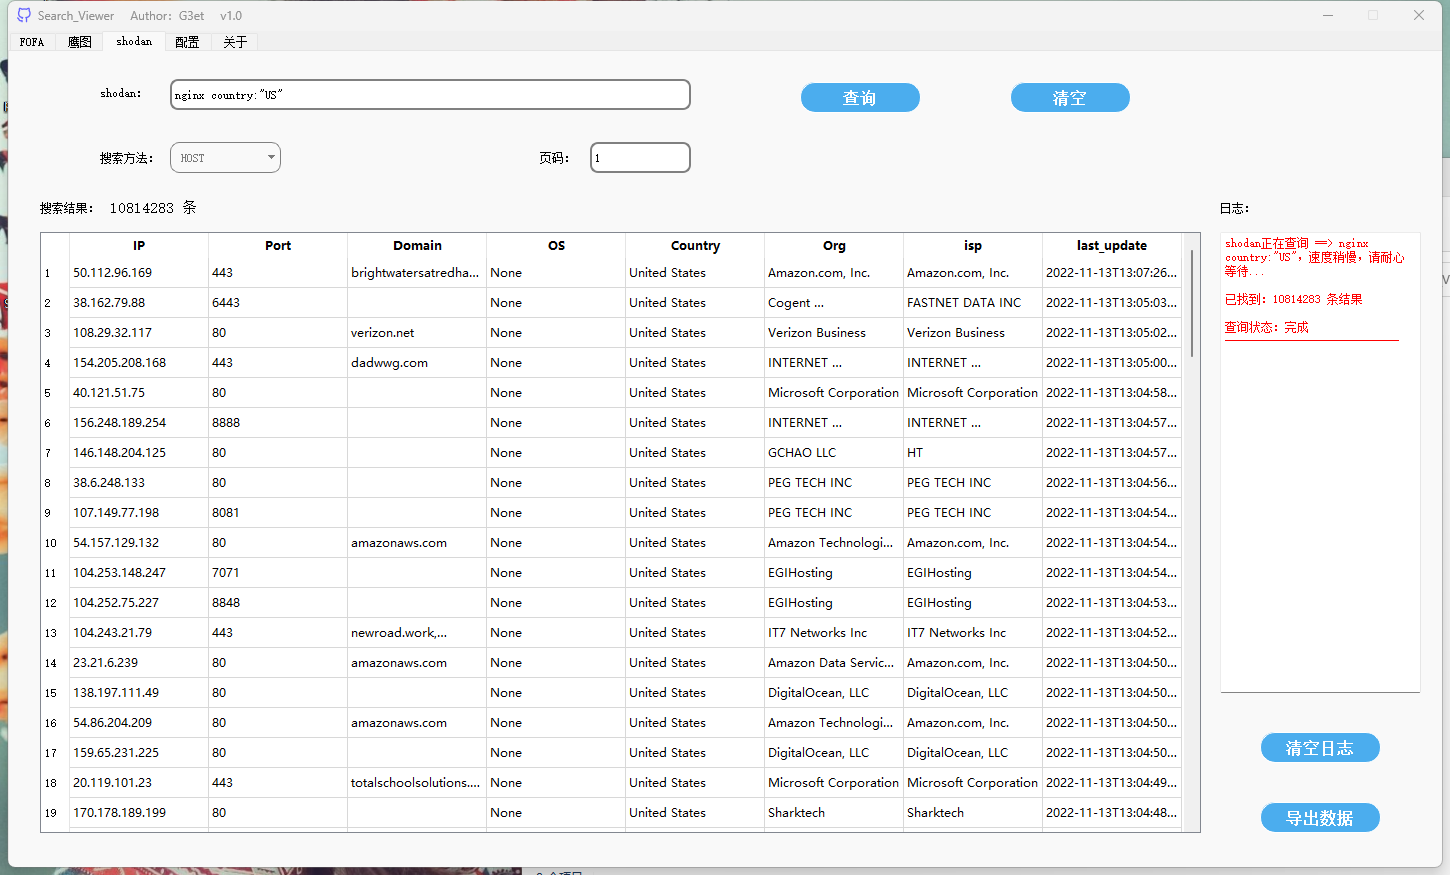 Search_Viewer Author: G3et v1.0
FOFA 鹰图 shodan 配置 关于
shodan: nginx country:"US" 查询 清空
搜索方法: HOST 页码: 1
搜索结果: 10814283 条 日志:
IP Port Domain OS Country Org isp last_update
1 50.112.96.169 443 brightwatersatredha... None United States Amazon.com, Inc. Amazon.com, Inc. 2022-11-13T13:07:26...
2 38.162.79.88 6443 None United States Cogent ... FASTNET DATA INC 2022-11-13T13:05:03...
3 108.29.32.117 80 verizon.net None United States Verizon Business Verizon Business 2022-11-13T13:05:02...
4 154.205.208.168 443 dadwwg.com None United States INTERNET ... INTERNET ... 2022-11-13T13:05:00...
5 40.121.51.75 80 None United States Microsoft Corporation Microsoft Corporation 2022-11-13T13:04:58...
6 156.248.189.254 8888 None United States INTERNET ... INTERNET ... 2022-11-13T13:04:57...
7 146.148.204.125 80 None United States GCHAO LLC HT 2022-11-13T13:04:57...
8 38.6.248.133 80 None United States PEG TECH INC PEG TECH INC 2022-11-13T13:04:56...
9 107.149.77.198 8081 None United States PEG TECH INC PEG TECH INC 2022-11-13T13:04:54...
10 54.157.129.132 80 amazonaws.com None United States Amazon Technologi... Amazon.com, Inc. 2022-11-13T13:04:54...
11 104.253.148.247 7071 None United States EGIHosting EGIHosting 2022-11-13T13:04:54...
12 104.252.75.227 8848 None United States EGIHosting EGIHosting 2022-11-13T13:04:53...
13 104.243.21.79 443 newroad.work,... None United States IT7 Networks Inc IT7 Networks Inc 2022-11-13T13:04:52...
14 23.21.6.239 80 amazonaws.com None United States Amazon Data Servic... Amazon.com, Inc. 2022-11-13T13:04:50...
15 138.197.111.49 80 None United States DigitalOcean, LLC DigitalOcean, LLC 2022-11-13T13:04:50...
16 54.86.204.209 80 amazonaws.com None United States Amazon Technologi... Amazon.com, Inc. 2022-11-13T13:04:50...
17 159.65.231.225 80 None United States DigitalOcean, LLC DigitalOcean, LLC 2022-11-13T13:04:50...
18 20.119.101.23 443 totalschoolsolutions.... None United States Microsoft Corporation Microsoft Corporation 2022-11-13T13:04:49...
19 170.178.189.199 80 None United States Sharktech Sharktech 2022-11-13T13:04:48...
shodan正在查询 ==> nginx
country:"US"，速度稍慢，请耐心
等待...
已找到：10814283 条结果
查询状态：完成
清空日志
导出数据